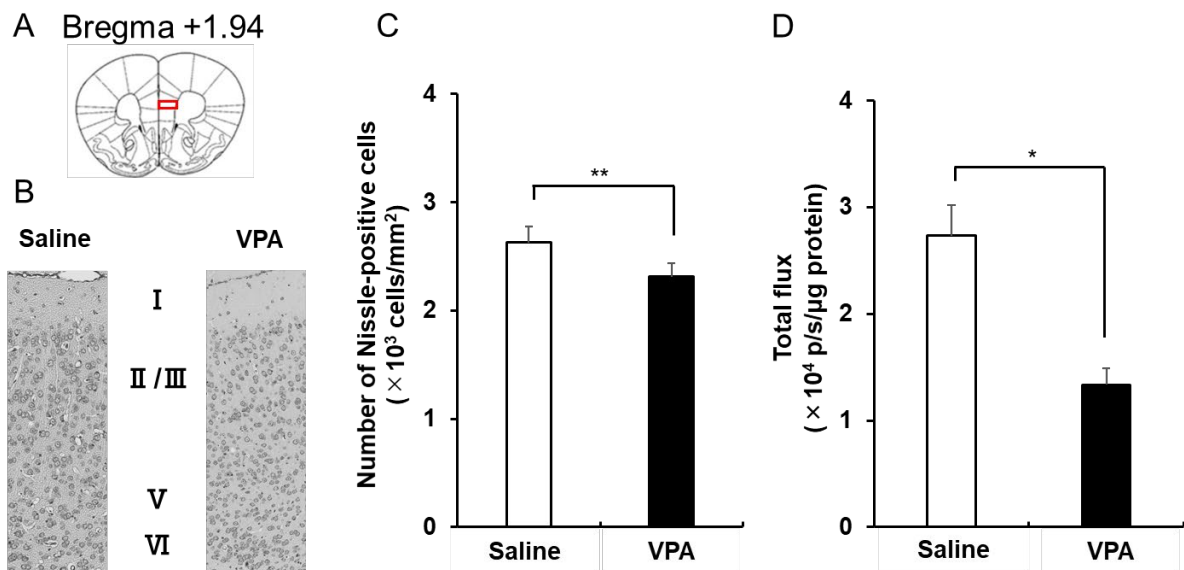 A Bregma +1.94
B
Saline
VPA
Ⅰ
Ⅱ/Ⅲ
Ⅴ
Ⅵ
C
Number of Nissle-positive cells
(×10³ cells/mm²)
4
3
2
1
0
**
Saline
VPA
D
Total flux
(×10⁴ p/s/µg protein)
4
3
2
1
0
*
Saline
VPA